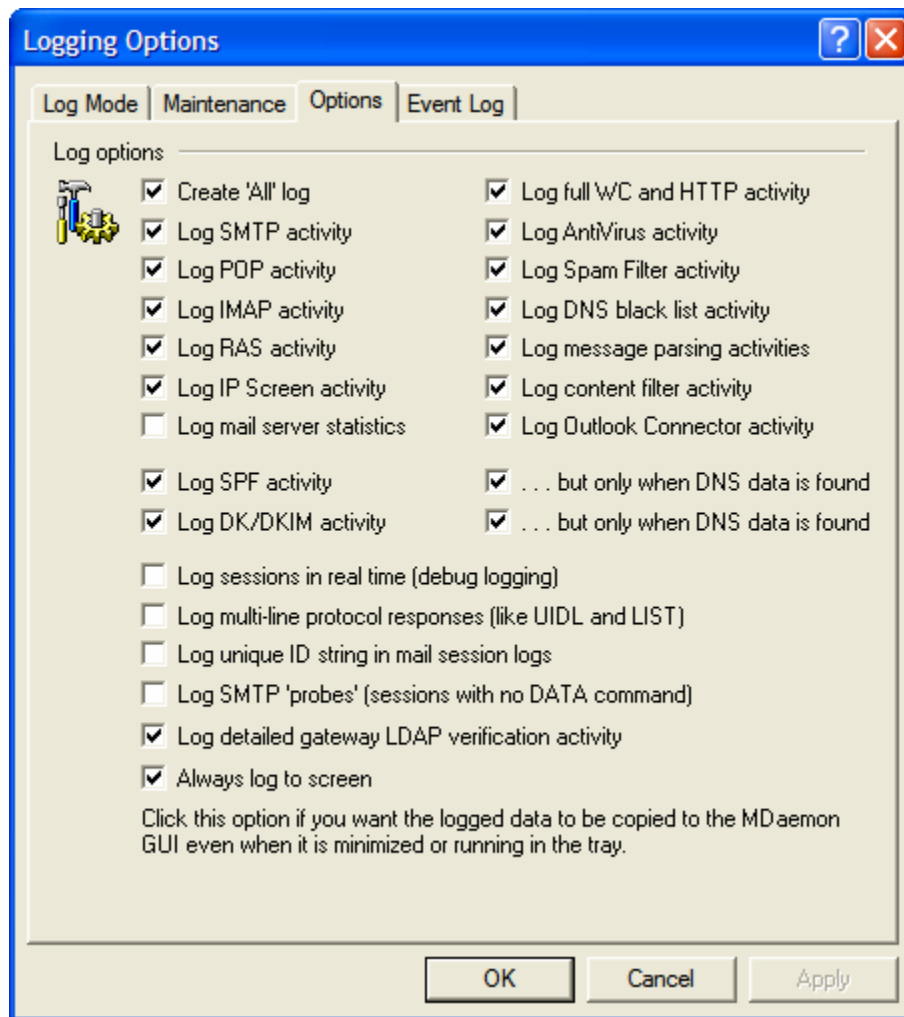 Logging Options
Log Mode
Maintenance
Options
Event Log
Log options
Create 'All' log
Log full WC and HTTP activity
Log SMTP activity
Log AntiVirus activity
Log POP activity
Log Spam Filter activity
Log IMAP activity
Log DNS black list activity
Log RAS activity
Log message parsing activities
Log IP Screen activity
Log content filter activity
Log mail server statistics
Log Outlook Connector activity
Log SPF activity
. . . but only when DNS data is found
Log DK/DKIM activity
. . . but only when DNS data is found
Log sessions in real time (debug logging)
Log multi-line protocol responses (like UIDL and LIST)
Log unique ID string in mail session logs
Log SMTP 'probes' (sessions with no DATA command)
Log detailed gateway LDAP verification activity
Always log to screen
Click this option if you want the logged data to be copied to the MDaemon
GUI even when it is minimized or running in the tray.
OK
Cancel
Apply